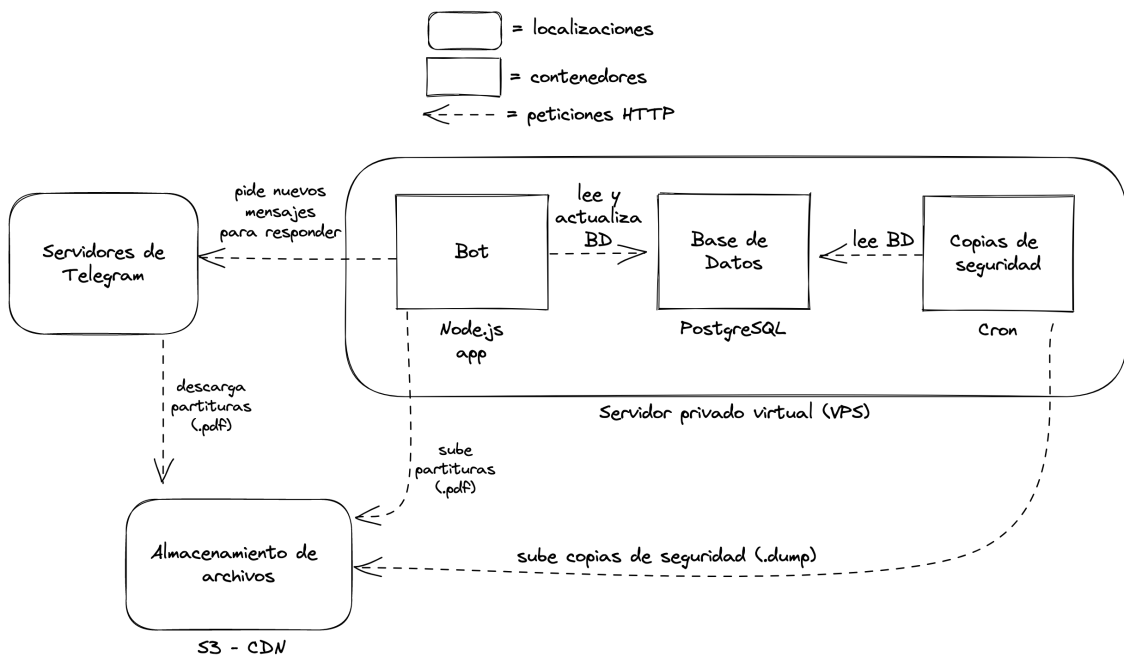 = localizaciones
= contenedores
= peticiones HTTP
pide nuevos
mensajes
para responder
Servidores de
Telegram
Bot
Node.js
app
lee y
actualiza
BD
Base de
Datos
PostgreSQL
lee BD
Copias de
seguridad
Cron
Servidor privado virtual (VPS)
descarga
partituras
(.pdf)
sube
partituras
(.pdf)
sube copias de seguridad (.dump)
Almacenamiento de
archivos
S3 - CDN